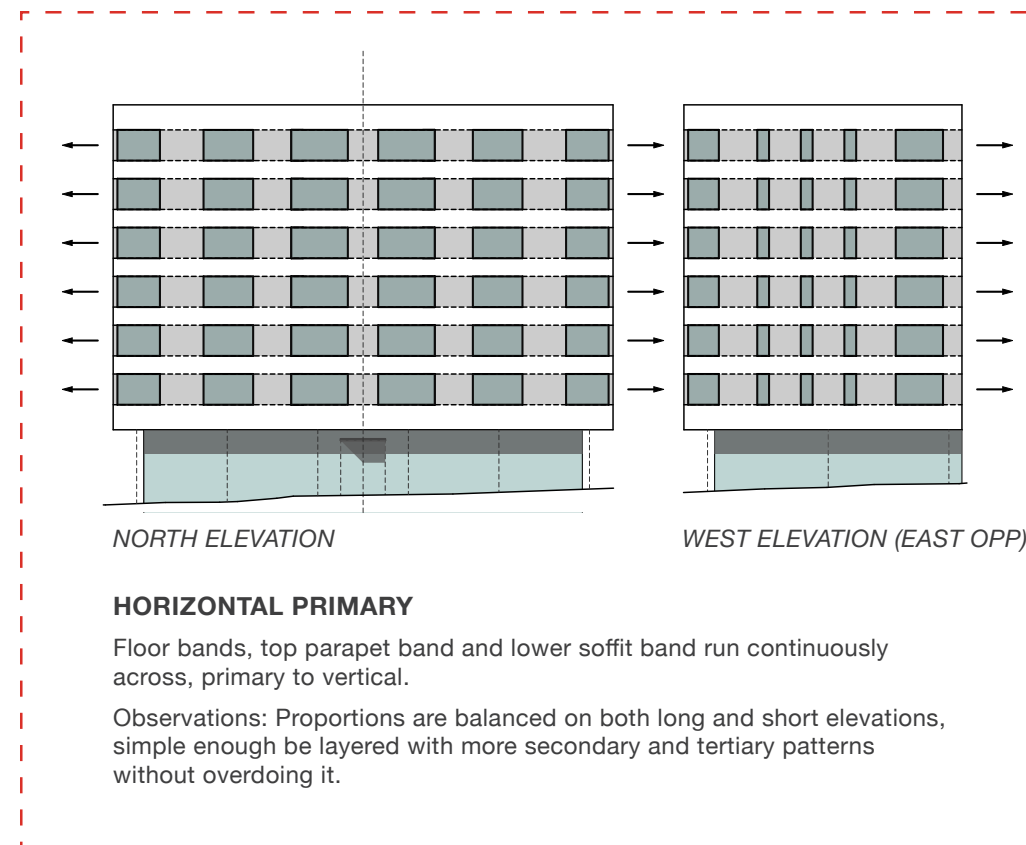 NORTH ELEVATION
WEST ELEVATION (EAST OPP)
HORIZONTAL PRIMARY
Floor bands, top parapet band and lower soffit band run continuously
across, primary to vertical.
Observations: Proportions are balanced on both long and short elevations,
simple enough be layered with more secondary and tertiary patterns
without overdoing it.